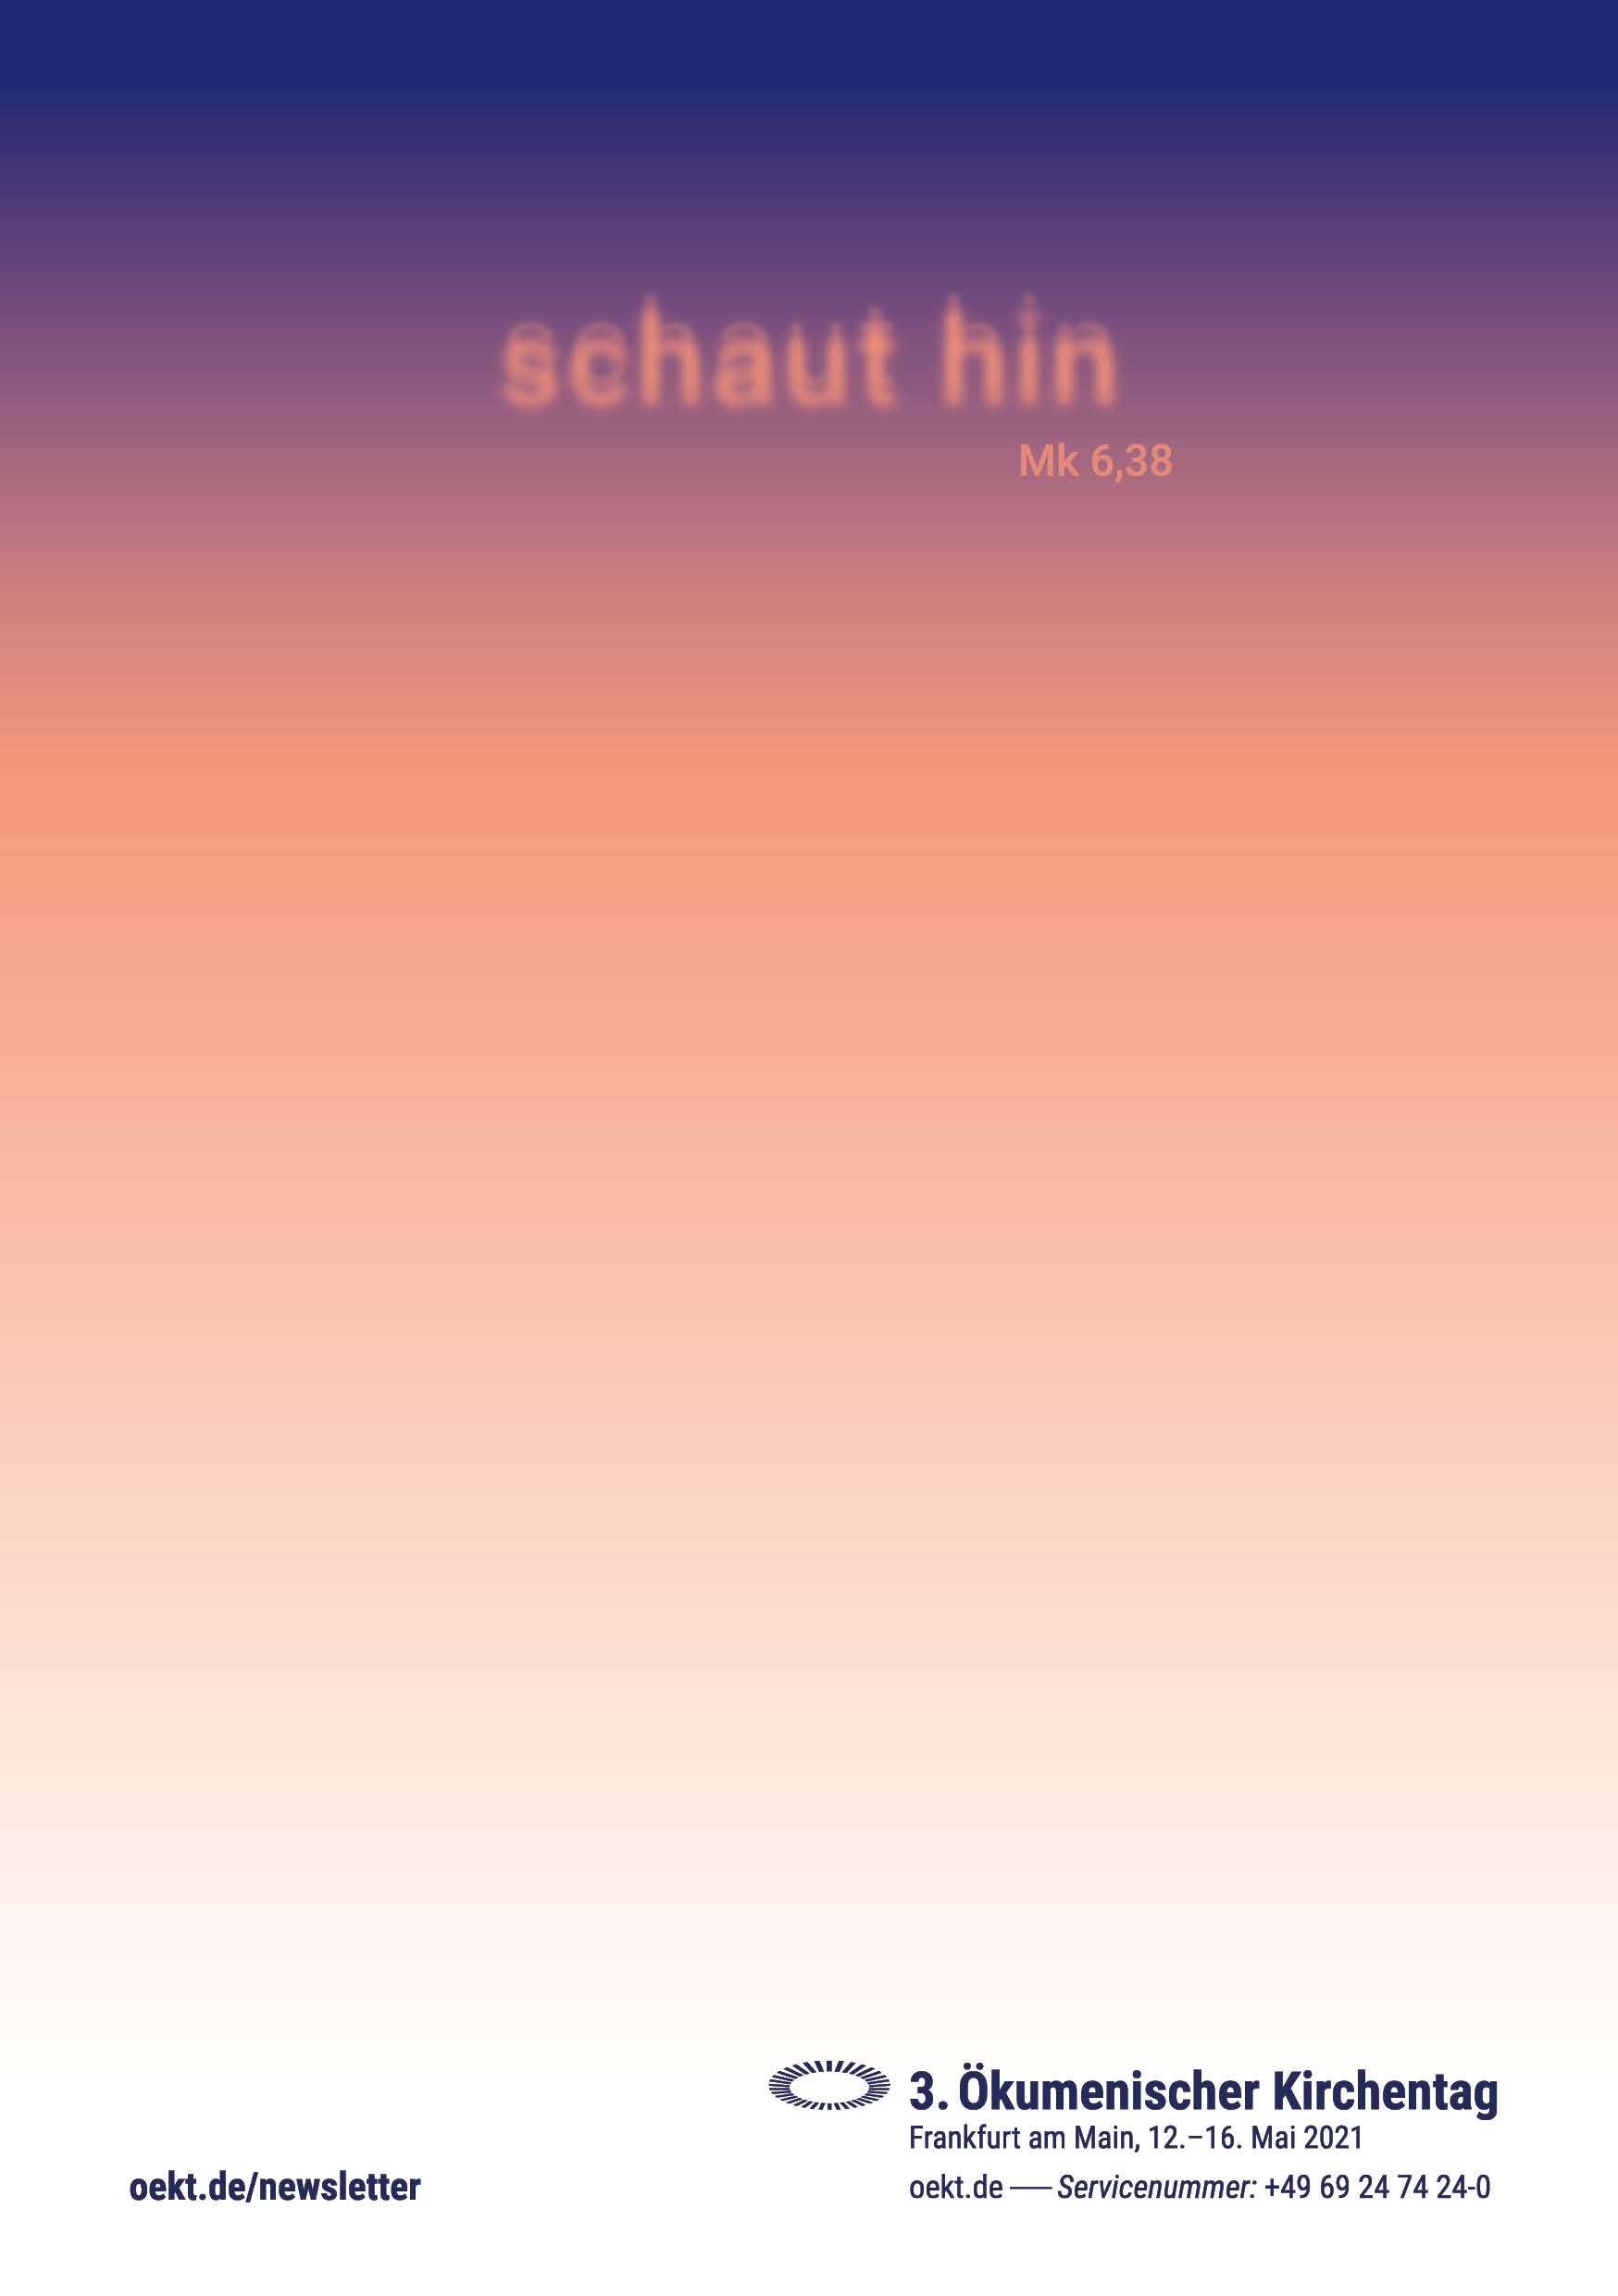 schaut hin
Mk 6,38
3. Ökumenischer Kirchentag
Frankfurt am Main, 12.–16. Mai 2021
oekt.de/newsletter
oekt.de — Servicenummer: +49 69 24 74 24-0